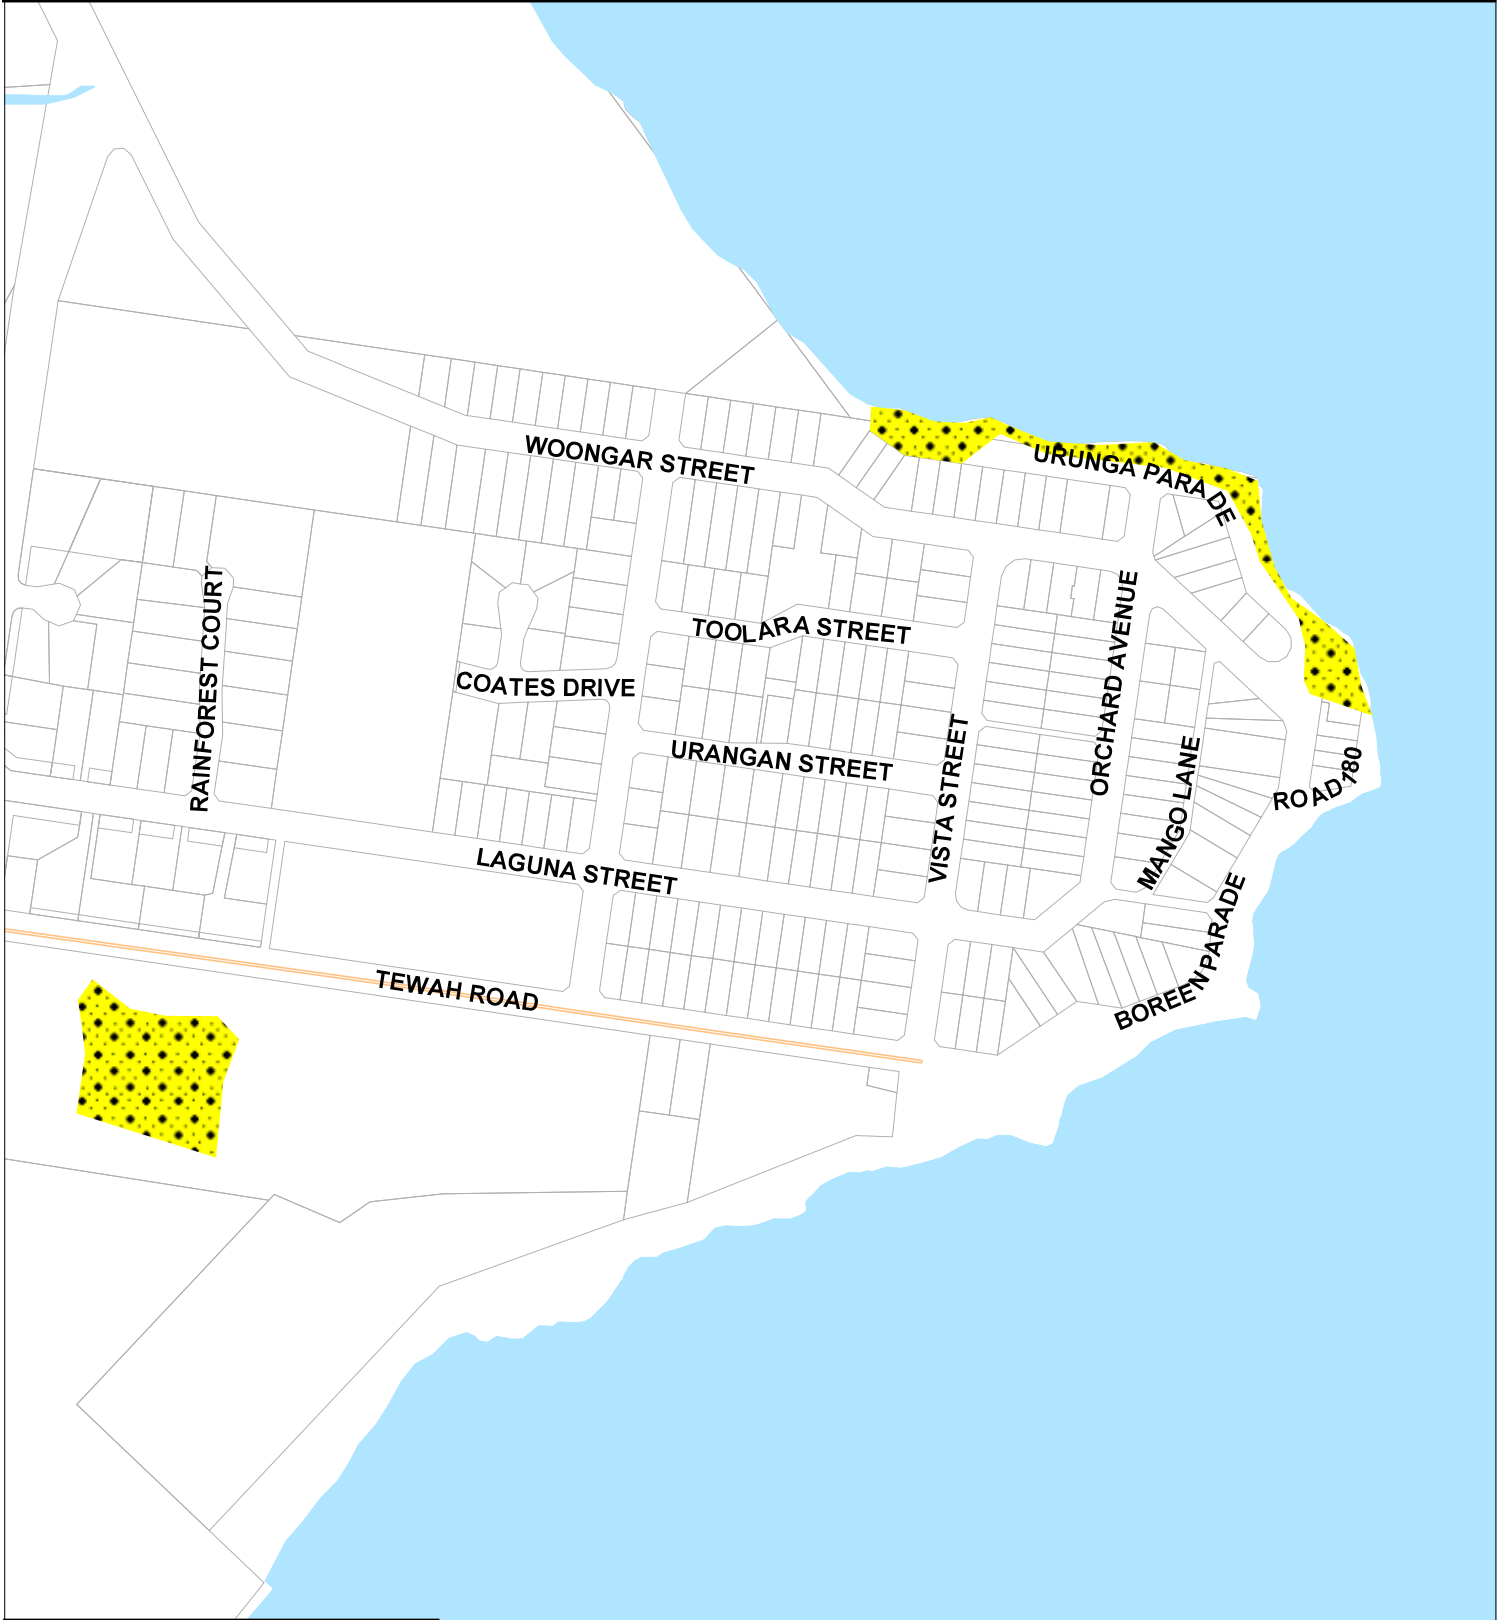 WOONGAR STREET
URUNGA PARADE
TOOLARA STREET
RAINFOREST COURT
COATES DRIVE
ORCHARD AVENUE
URANGAN STREET
VISTA STREET
MANGO LANE
ROAD 180
LAGUNA STREET
BOREEN PARADE
TEWAH ROAD